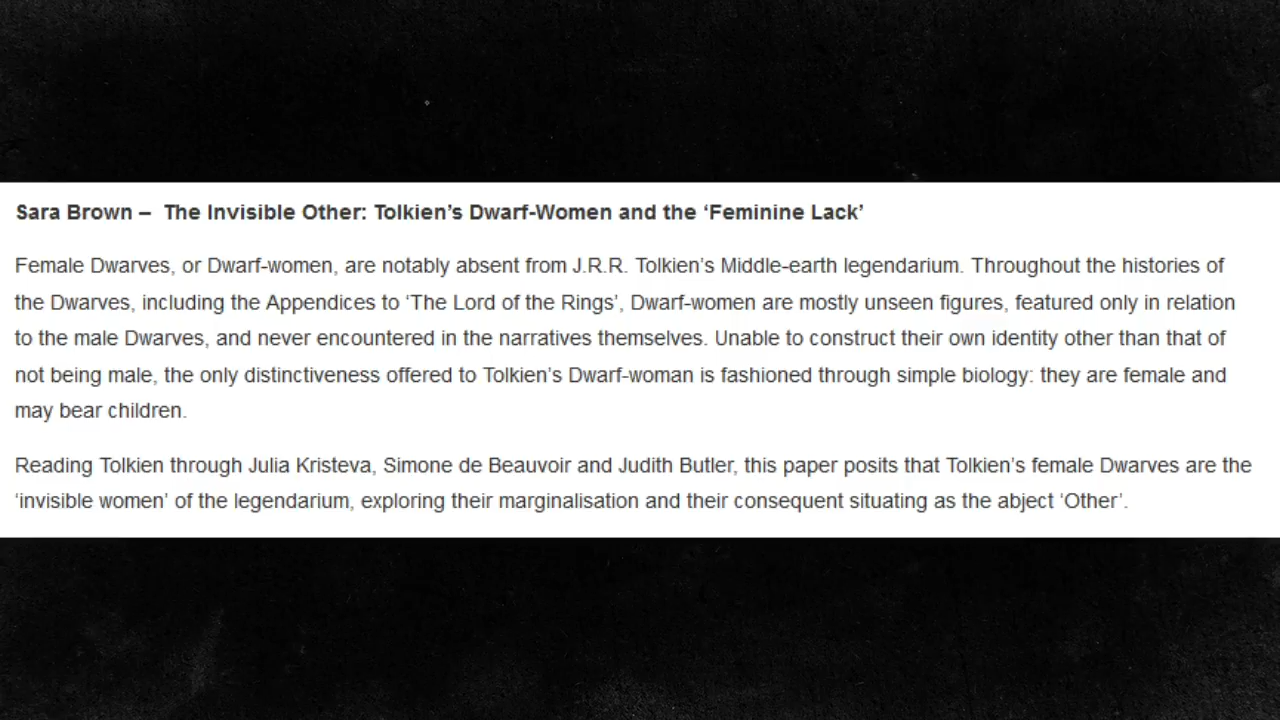 Sara Brown – The Invisible Other: Tolkien’s Dwarf-Women and the ‘Feminine Lack’
Female Dwarves, or Dwarf-women, are notably absent from J.R.R. Tolkien’s Middle-earth legendarium. Throughout the histories of
the Dwarves, including the Appendices to ‘The Lord of the Rings’, Dwarf-women are mostly unseen figures, featured only in relation
to the male Dwarves, and never encountered in the narratives themselves. Unable to construct their own identity other than that of
not being male, the only distinctiveness offered to Tolkien’s Dwarf-woman is fashioned through simple biology: they are female and
may bear children.
Reading Tolkien through Julia Kristeva, Simone de Beauvoir and Judith Butler, this paper posits that Tolkien’s female Dwarves are the
‘invisible women’ of the legendarium, exploring their marginalisation and their consequent situating as the abject ‘Other’.